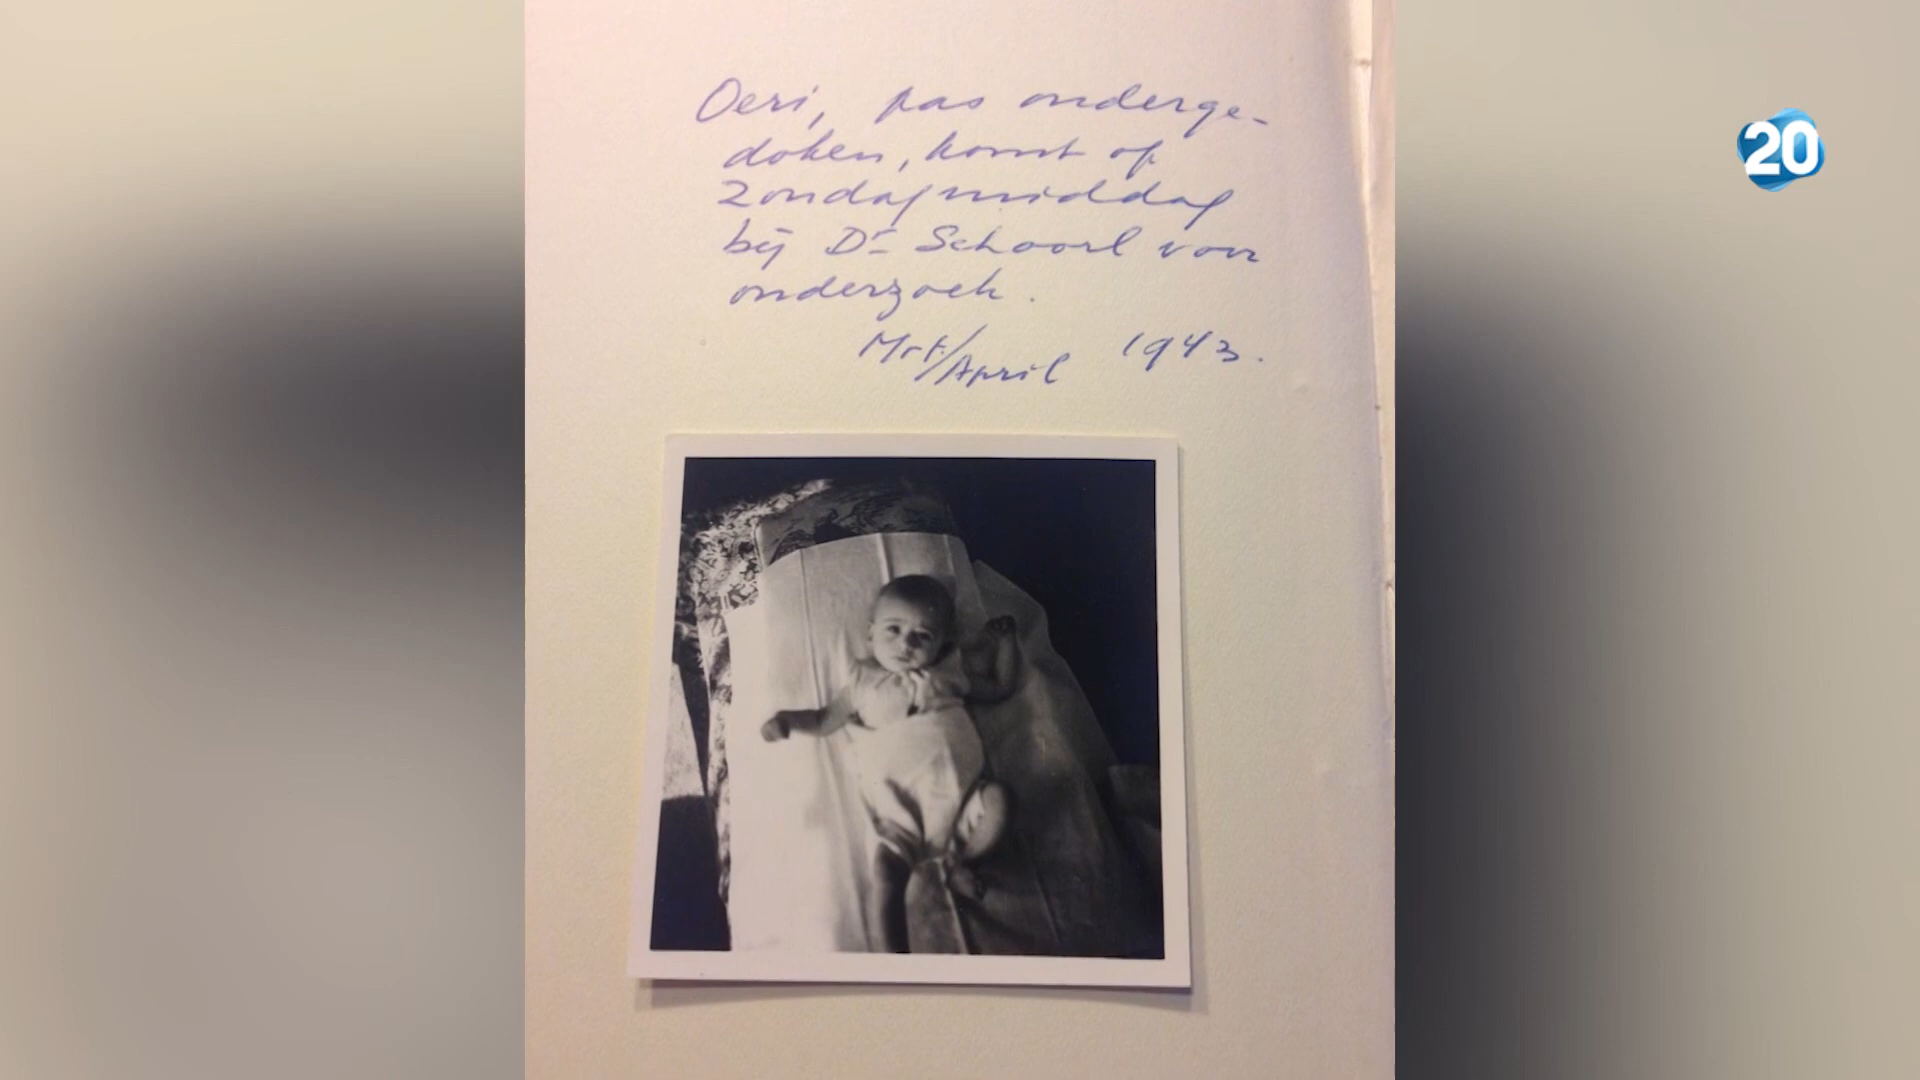 20
Oeri, pas onderge-
doken, komt op
Zondagmiddag
bij Dr Schoorl voor
onderzoek.
Mrt/April 1943.